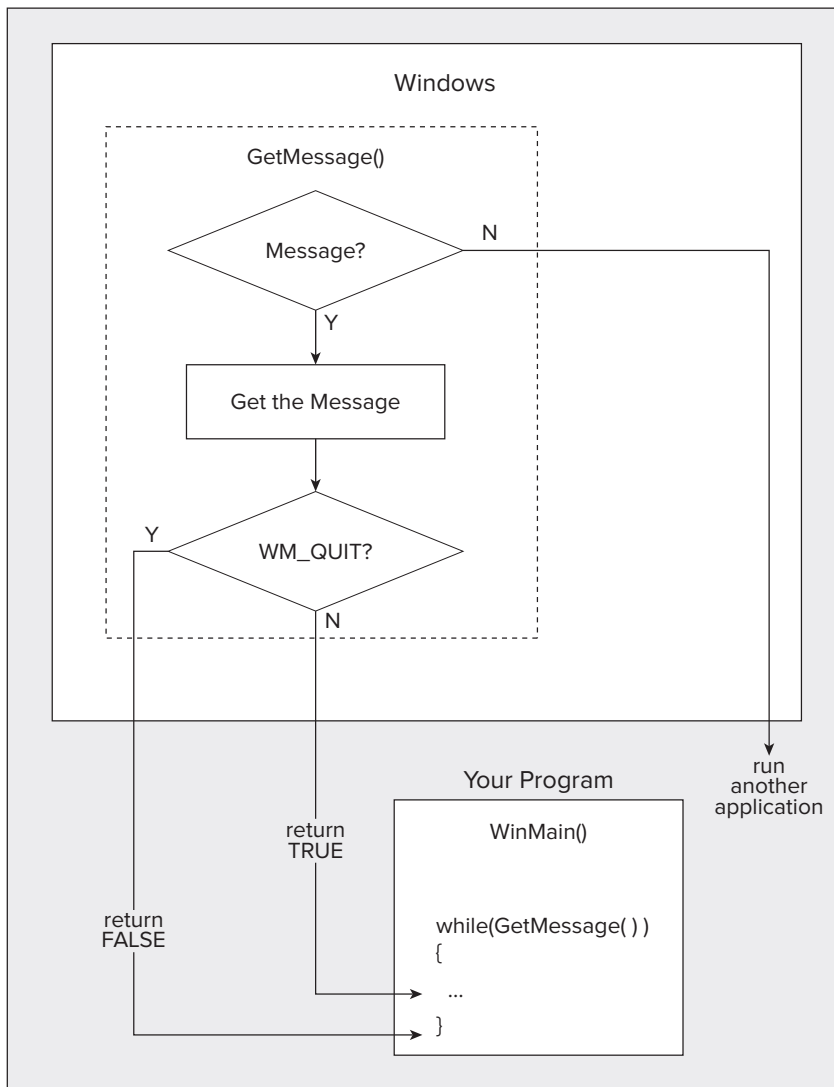 Windows
GetMessage()
Message?
N
Y
Get the Message
Y
WM_QUIT?
N
run
another
application
Your Program
WinMain()
return
TRUE
return
FALSE
while(GetMessage( ) )
{
...
}